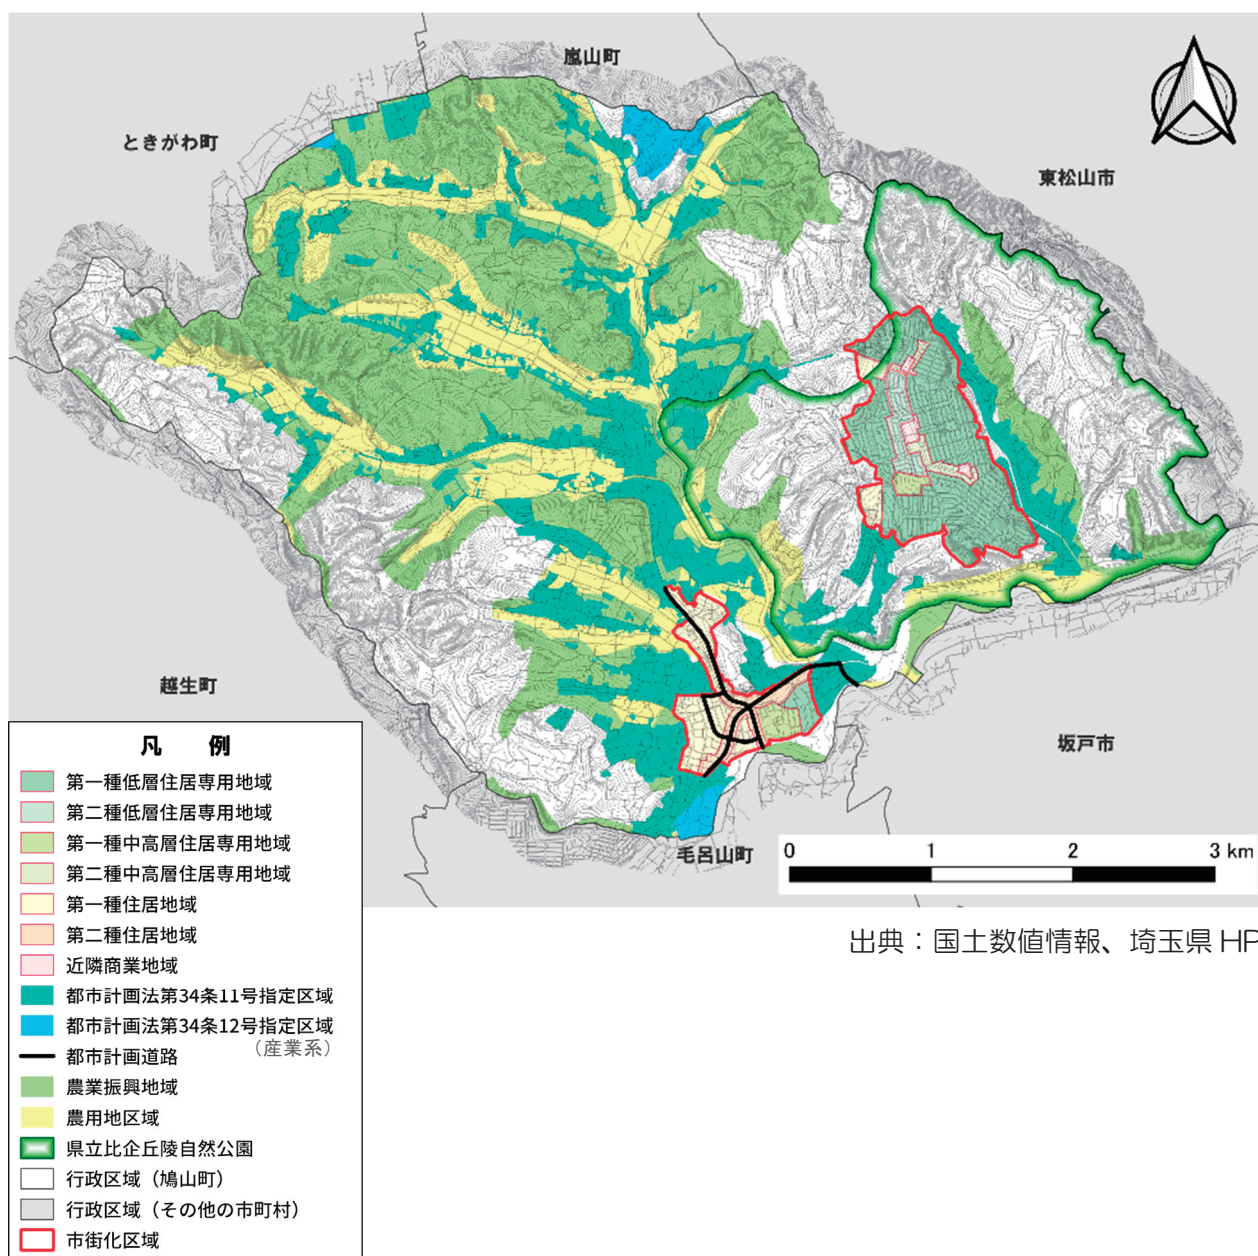 嵐山町
ときがわ町
東松山市
越生町
坂戸市
毛呂山町
0 1 2 3 km
出典：国土数値情報、埼玉県 HP
凡 例
第一種低層住居専用地域
第二種低層住居専用地域
第一種中高層住居専用地域
第二種中高層住居専用地域
第一種住居地域
第二種住居地域
近隣商業地域
都市計画法第34条11号指定区域
都市計画法第34条12号指定区域
（産業系）
都市計画道路
農業振興地域
農用地区域
県立比企丘陵自然公園
行政区域（鳩山町）
行政区域（その他の市町村）
市街化区域